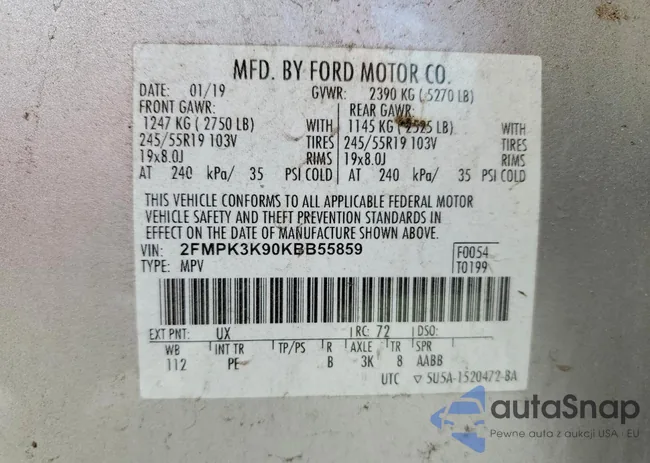 MFD. BY FORD MOTOR CO.
DATE: 01/19 GVWR: 2390 KG ( 5270 LB)
FRONT GAWR: REAR GAWR:
1247 KG ( 2750 LB) WITH 1145 KG ( 2525 LB) WITH
245/55R19 103V TIRES 245/55R19 103V TIRES
19x8.0J RIMS 19x8.0J RIMS
AT 240 kPa/ 35 PSI COLD AT 240 kPa/ 35 PSI COLD
THIS VEHICLE CONFORMS TO ALL APPLICABLE FEDERAL MOTOR
VEHICLE SAFETY AND THEFT PREVENTION STANDARDS IN
EFFECT ON THE DATE OF MANUFACTURE SHOWN ABOVE.
VIN: 2FMPK3K90KBB55859 F0054
TYPE: MPV T0199
EXT PNT: UX RC: 72 DSO:
WB INT TR TP/PS R AXLE TR SPR
112 PE B 3K 8 AABB
UTC ▽ 5U5A-1520472-BA
autoSnap
Pewne auta z aukcji USA i EU